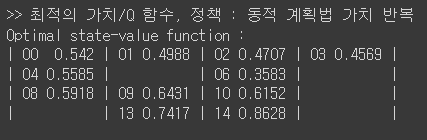 >> 최적의 가치/Q 함수, 정책 : 동적 계획법 가치 반복
Optimal state-value function :
| 00  0.542 | 01 0.4988 | 02 0.4707 | 03 0.4569 |
| 04 0.5585 |           | 06 0.3583 |           |
| 08 0.5918 | 09 0.6431 | 10 0.6152 |           |
|           | 13 0.7417 | 14 0.8628 |           |